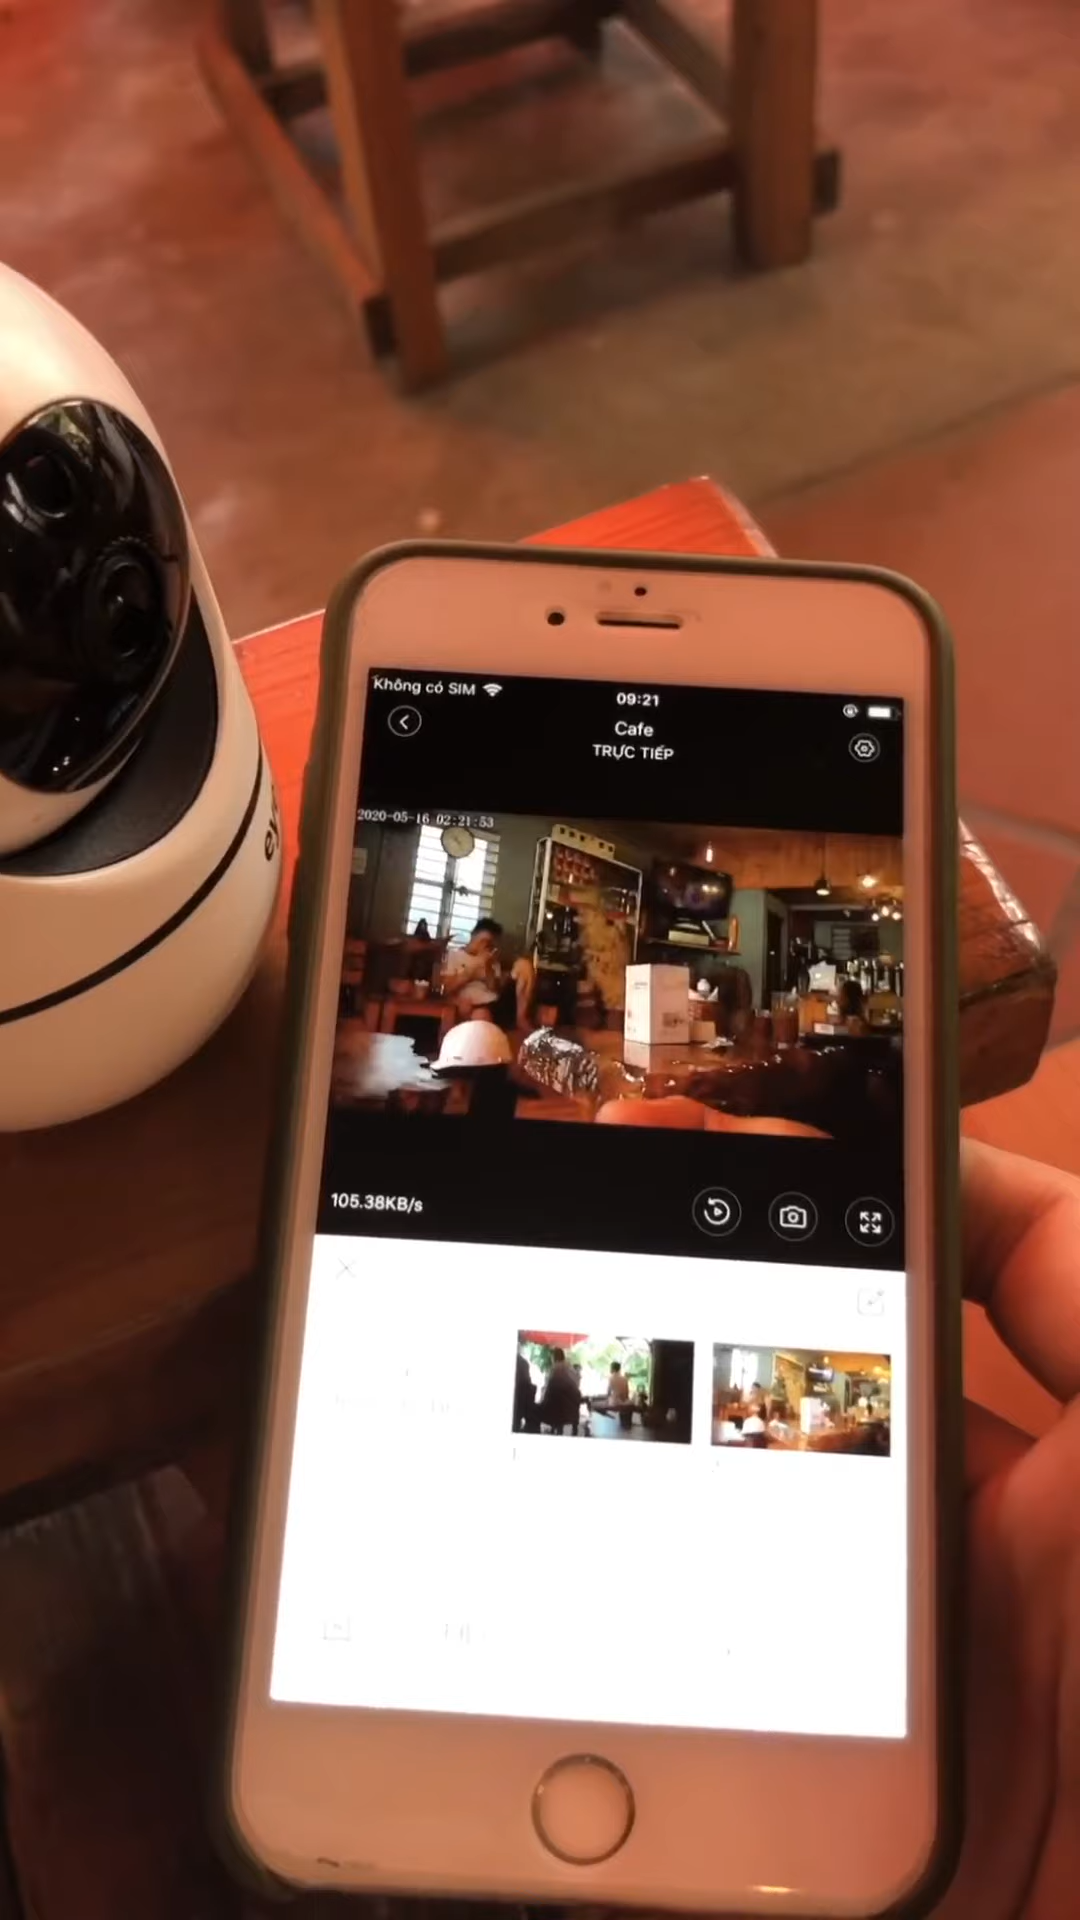 Không có SIM
09:21
Cafe
TRỰC TIẾP
2020-05-16 02:21:53
105.38KB/s